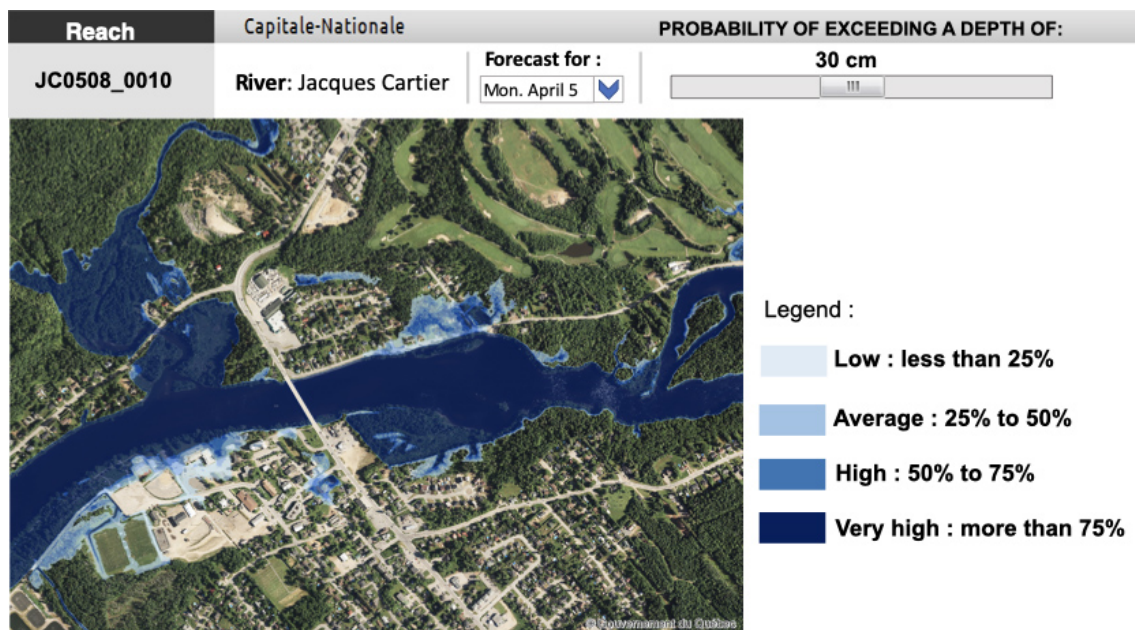 Reach
Capitale-Nationale
PROBABILITY OF EXCEEDING A DEPTH OF:
JC0508_0010
River: Jacques Cartier
Forecast for :
Mon. April 5
30 cm
Legend :
Low : less than 25%
Average : 25% to 50%
High : 50% to 75%
Very high : more than 75%
© Gouvernement du Québec